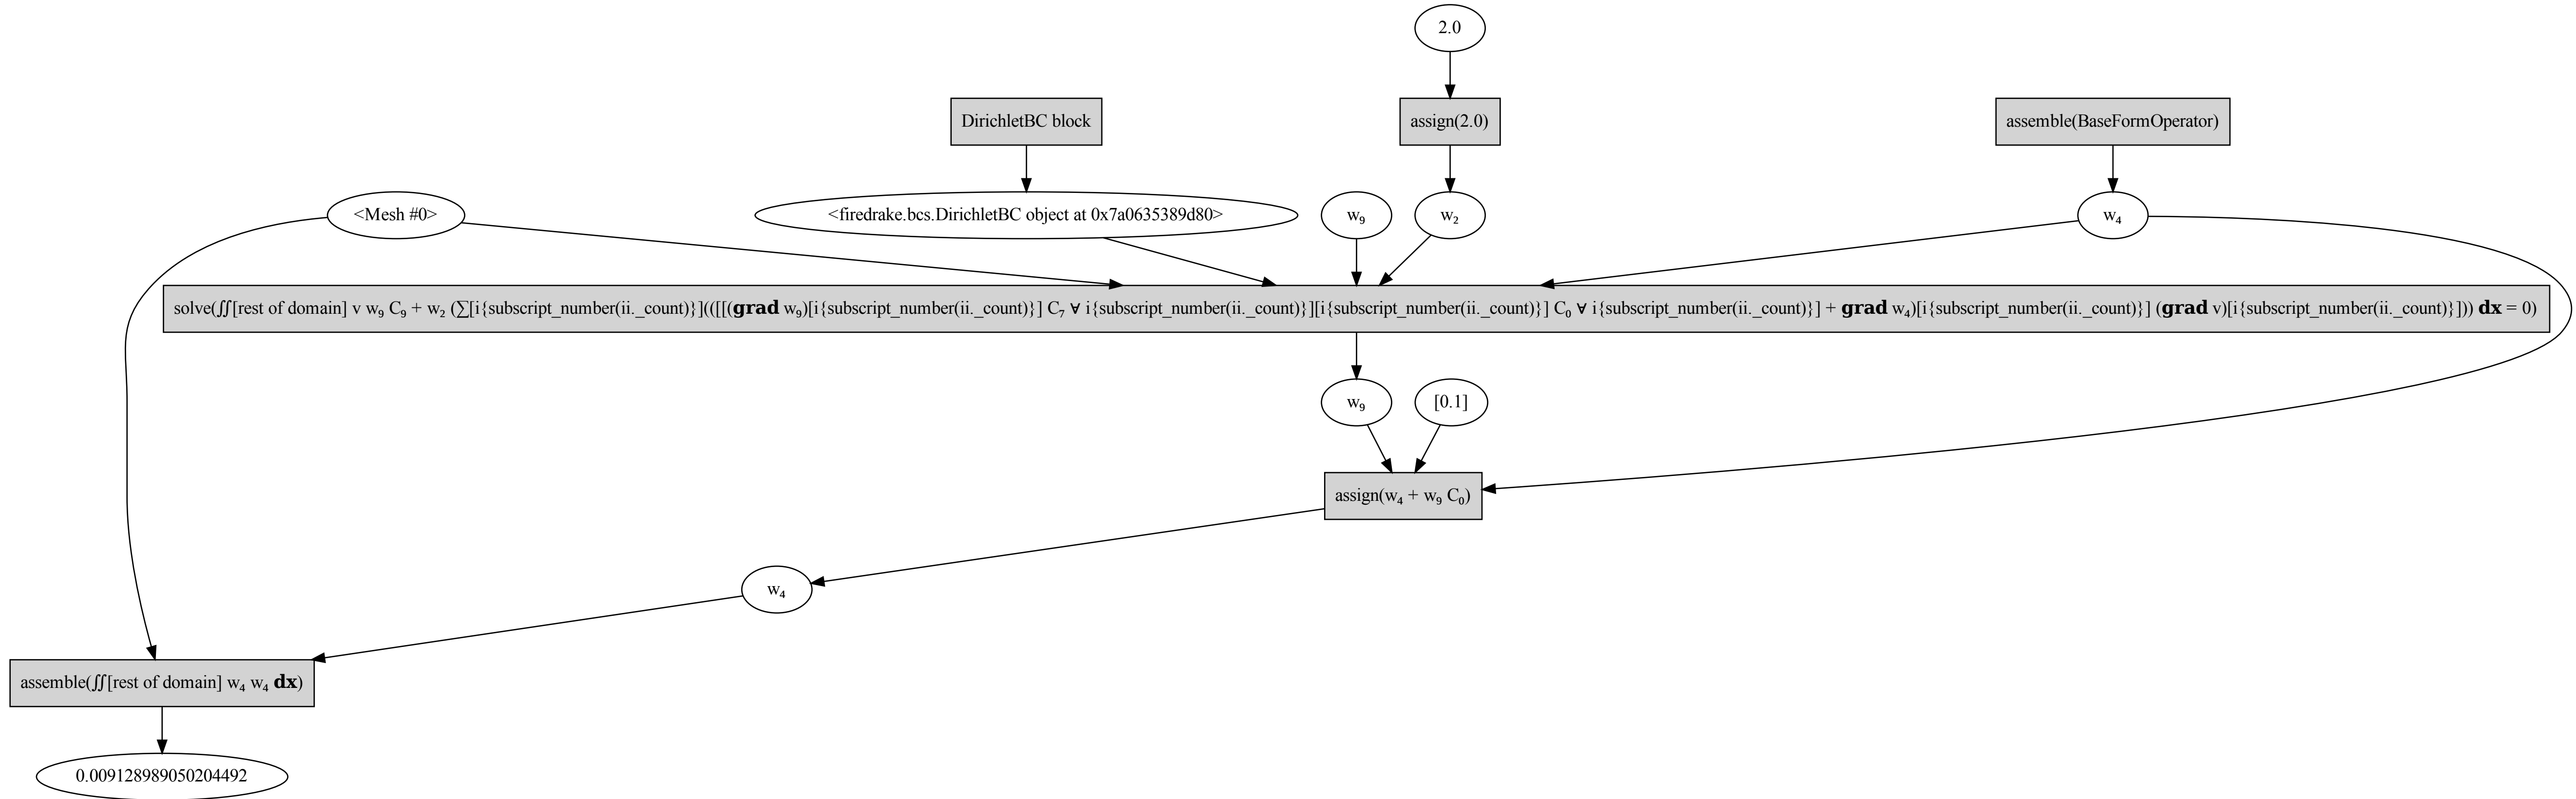 2.0
DirichletBC block
assign(2.0)
assemble(BaseFormOperator)
<Mesh #0>
<firedrake.bcs.DirichletBC object at 0x7a0635389d80>
w₉
w₂
w₄
solve(∬[rest of domain] v w₉ C₉ + w₂ (∑[i{subscript_number(ii._count)}](([[(grad w₉)[i{subscript_number(ii._count)}] C₇ ∀ i{subscript_number(ii._count)}][i{subscript_number(ii._count)}] C₀ ∀ i{subscript_number(ii._count)}] + grad w₄)[i{subscript_number(ii._count)}] (grad v)[i{subscript_number(ii._count)}])) dx = 0)
w₉
[0.1]
assign(w₄ + w₉ C₀)
w₄
assemble(∬[rest of domain] w₄ w₄ dx)
0.009128989050204492